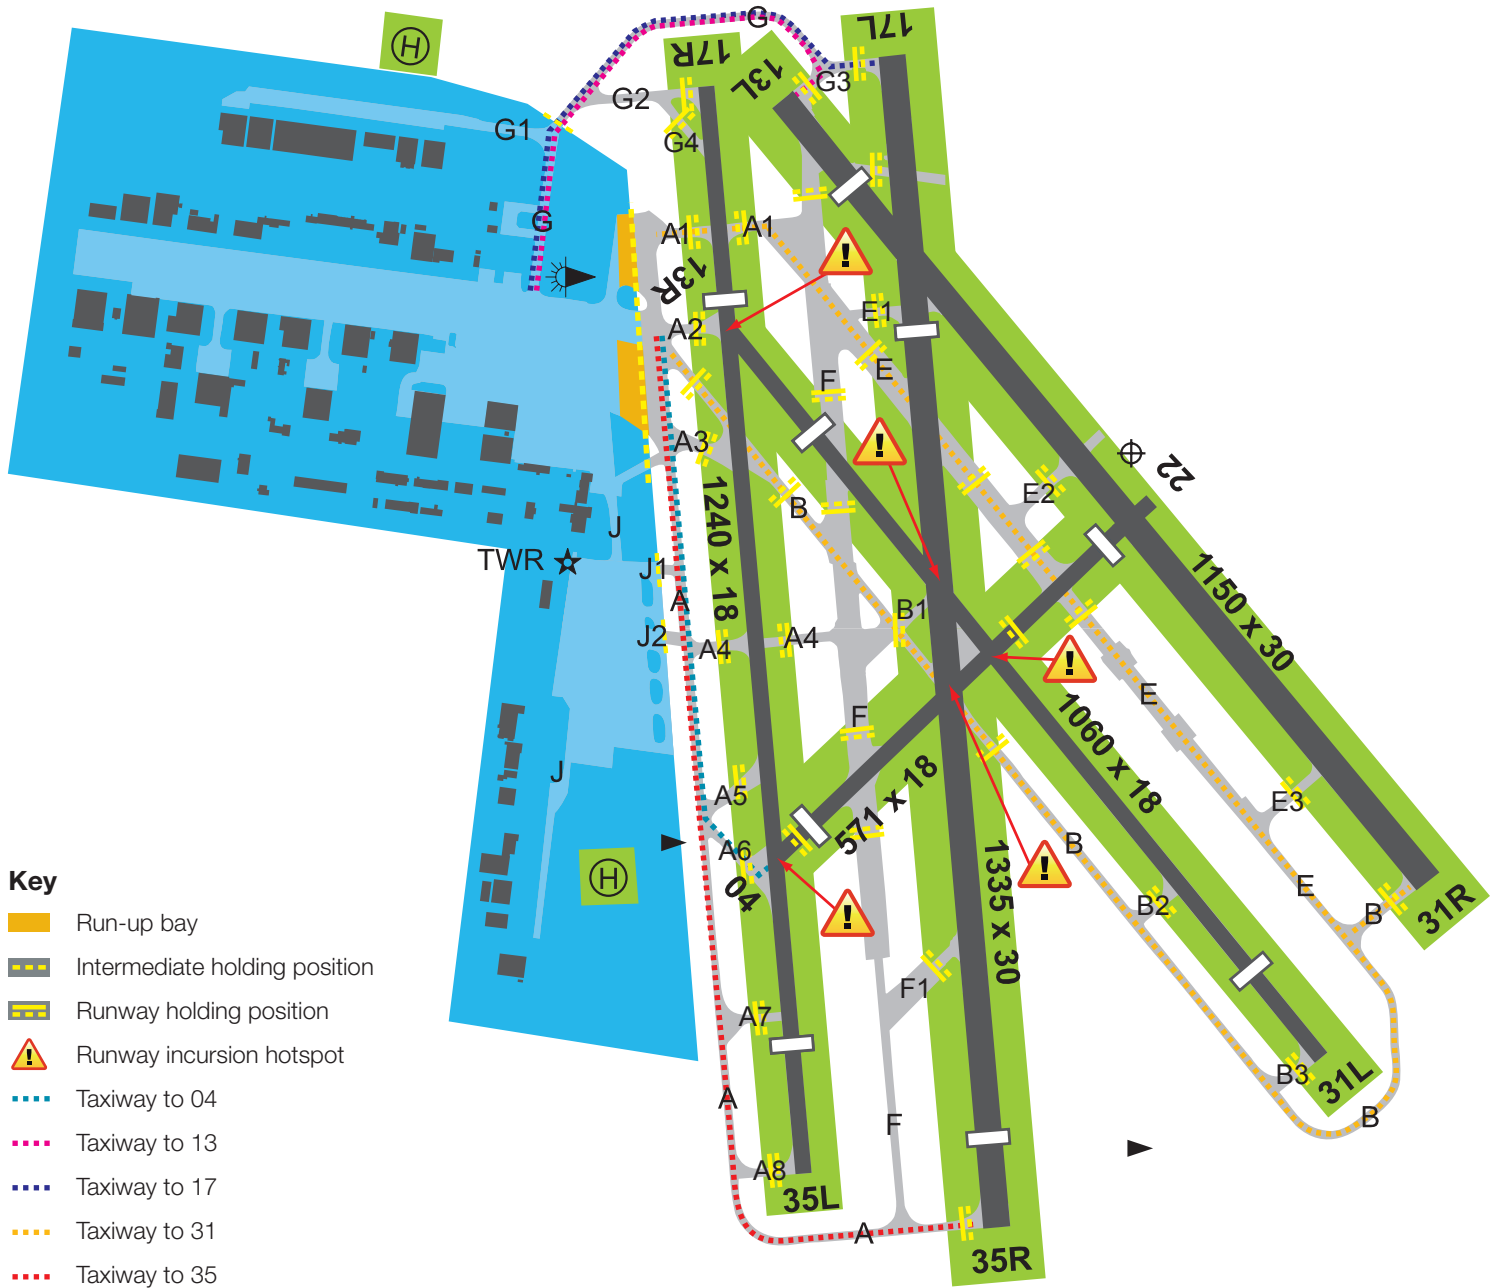 G
17L
17R
13L
G3
G2
G1
G4
G
A1
A1
13R
E1
A2
E
F
A3
22
E2
B
1240 x 18
J
TWR
J1
A
1150 x 30
B1
J2
A4
A4
E
F
1060 x 18
J
A5
571 x 18
E3
A6
B
04
1335 x 30
E
B
31R
B2
F1
A7
B3
31L
A
F
B
A8
35L
A
35R
Key
Run-up bay
Intermediate holding position
Runway holding position
Runway incursion hotspot
Taxiway to 04
Taxiway to 13
Taxiway to 17
Taxiway to 31
Taxiway to 35
H
H
!
!
!
!
!
!